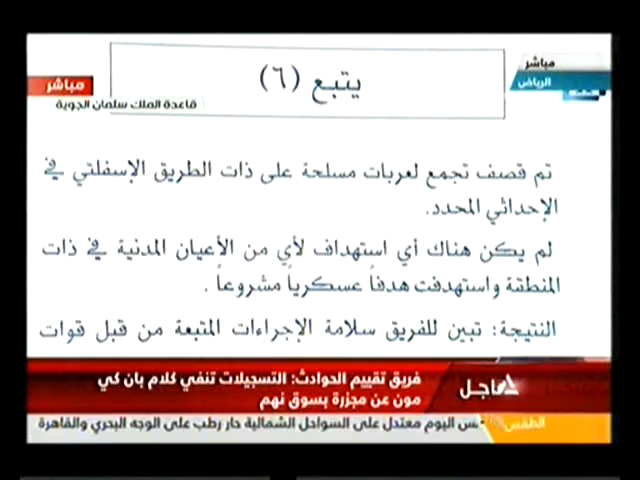 مباشر
الرياض
مباشر
قاعدة الملك سلمان الجوية
يتبع (٦)
تم قصف تجمع لعربات مسلحة على ذات الطريق الإسفلتي في
الإحداثي المحدد.
لم يكن هناك أي استهداف لأي من الأعيان المدنية في ذات
المنطقة واستهدفت هدفاً عسكرياً مشروعاً .
النتيجة: تبين للفريق سلامة الإجراءات المتبعة من قبل قوات
عاجل
فريق تقييم الحوادث: التسجيلات تنفي كلام بان كي
مون عن مجزرة بسوق نهم
الطقس
اليوم معتدل على السواحل الشمالية حار رطب على الوجه البحري والقاهرة